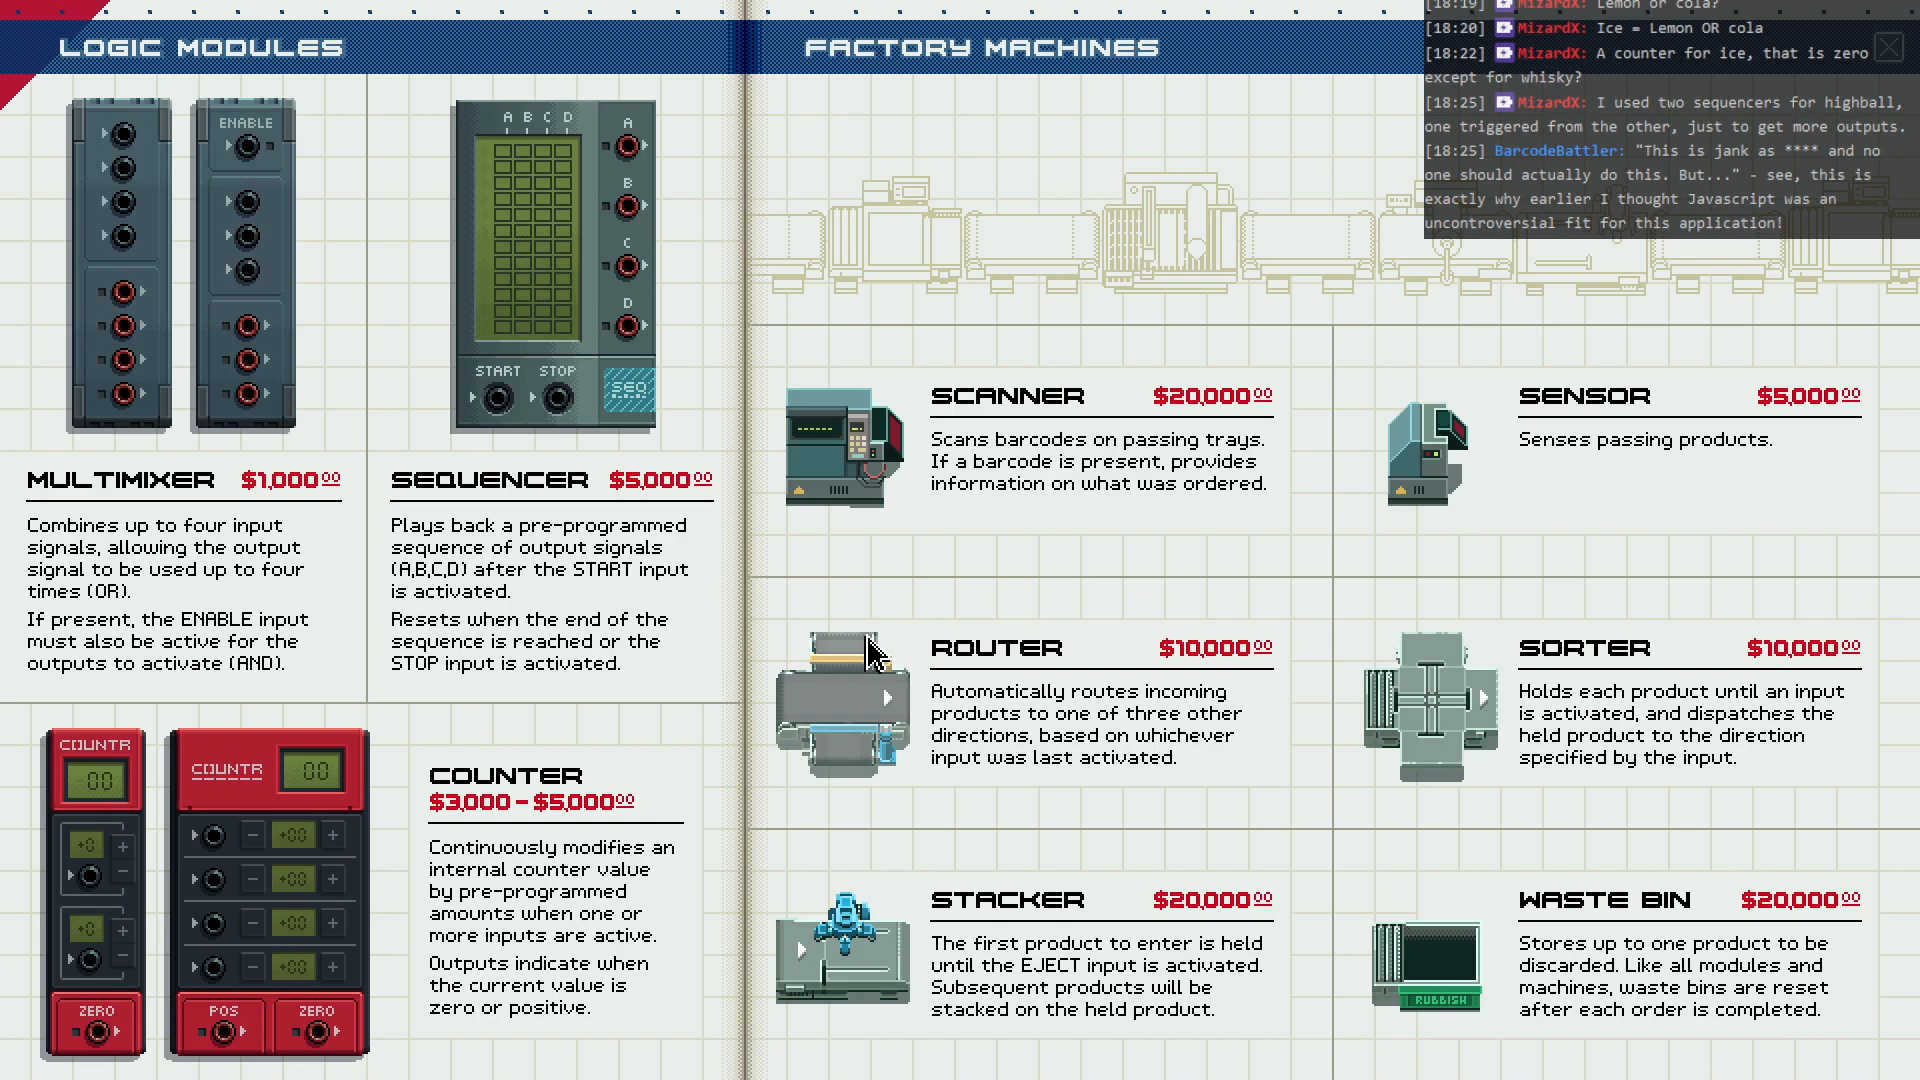 LOGIC MODULES
ENABLE
A B C D
A
B
C
D
START STOP
SEQ
MULTIMIXER $1,000.00
Combines up to four input
signals, allowing the output
signal to be used up to four
times (OR).
If present, the ENABLE input
must also be active for the
outputs to activate (AND).
SEQUENCER $5,000.00
Plays back a pre-programmed
sequence of output signals
(A,B,C,D) after the START input
is activated.
Resets when the end of the
sequence is reached or the
STOP input is activated.
COUNTR
00
+0
+0
ZERO
COUNTR
00
+00
+00
+00
+00
POS
ZERO
COUNTER
$3,000 - $5,000.00
Continuously modifies an
internal counter value
by pre-programmed
amounts when one or
more inputs are active.
Outputs indicate when
the current value is
zero or positive.
FACTORY MACHINES
[18:19] MizardX: Lemon or cola?
[18:20] MizardX: Ice = Lemon OR cola
[18:22] MizardX: A counter for ice, that is zero
except for whisky?
[18:25] MizardX: I used two sequencers for highball,
one triggered from the other, just to get more outputs.
[18:25] BarcodeBattler: "This is jank as **** and no
one should actually do this. But..." - see, this is
exactly why earlier I thought Javascript was an
uncontroversial fit for this application!
SCANNER $20,000.00
Scans barcodes on passing trays.
If a barcode is present, provides
information on what was ordered.
SENSOR $5,000.00
Senses passing products.
ROUTER $10,000.00
Automatically routes incoming
products to one of three other
directions, based on whichever
input was last activated.
SORTER $10,000.00
Holds each product until an input
is activated, and dispatches the
held product to the direction
specified by the input.
STACKER $20,000.00
The first product to enter is held
until the EJECT input is activated.
Subsequent products will be
stacked on the held product.
RUBBISH
WASTE BIN $20,000.00
Stores up to one product to be
discarded. Like all modules and
machines, waste bins are reset
after each order is completed.